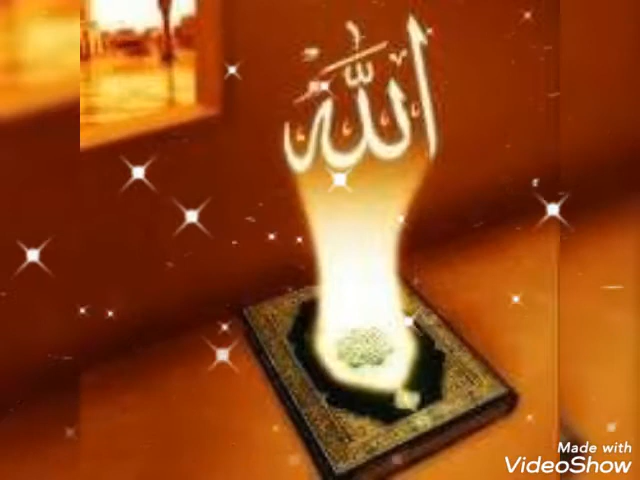 الله
Made with
VideoShow